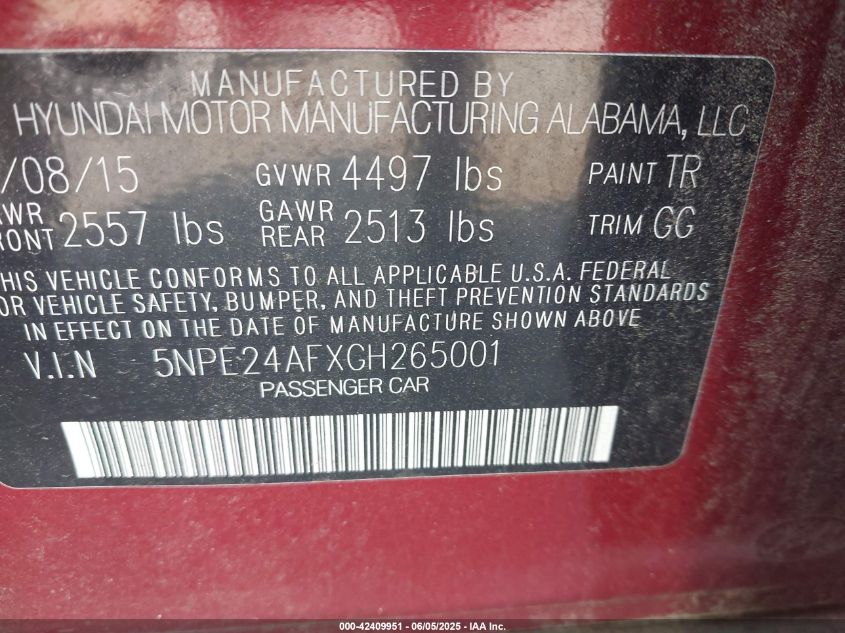 MANUFACTURED BY
HYUNDAI MOTOR MANUFACTURING ALABAMA, LLC
/08/15 GVWR 4497 lbs PAINT TR
WR RONT 2557 lbs GAWR REAR 2513 lbs TRIM GG
HIS VEHICLE CONFORMS TO ALL APPLICABLE U.S.A. FEDERAL
OR VEHICLE SAFETY, BUMPER, AND THEFT PREVENTION STANDARDS
IN EFFECT ON THE DATE OF MANUFACTURE SHOWN ABOVE
V.I.N 5NPE24AFXGH265001
PASSENGER CAR
000-42409951 - 06/05/2025 - IAA Inc.